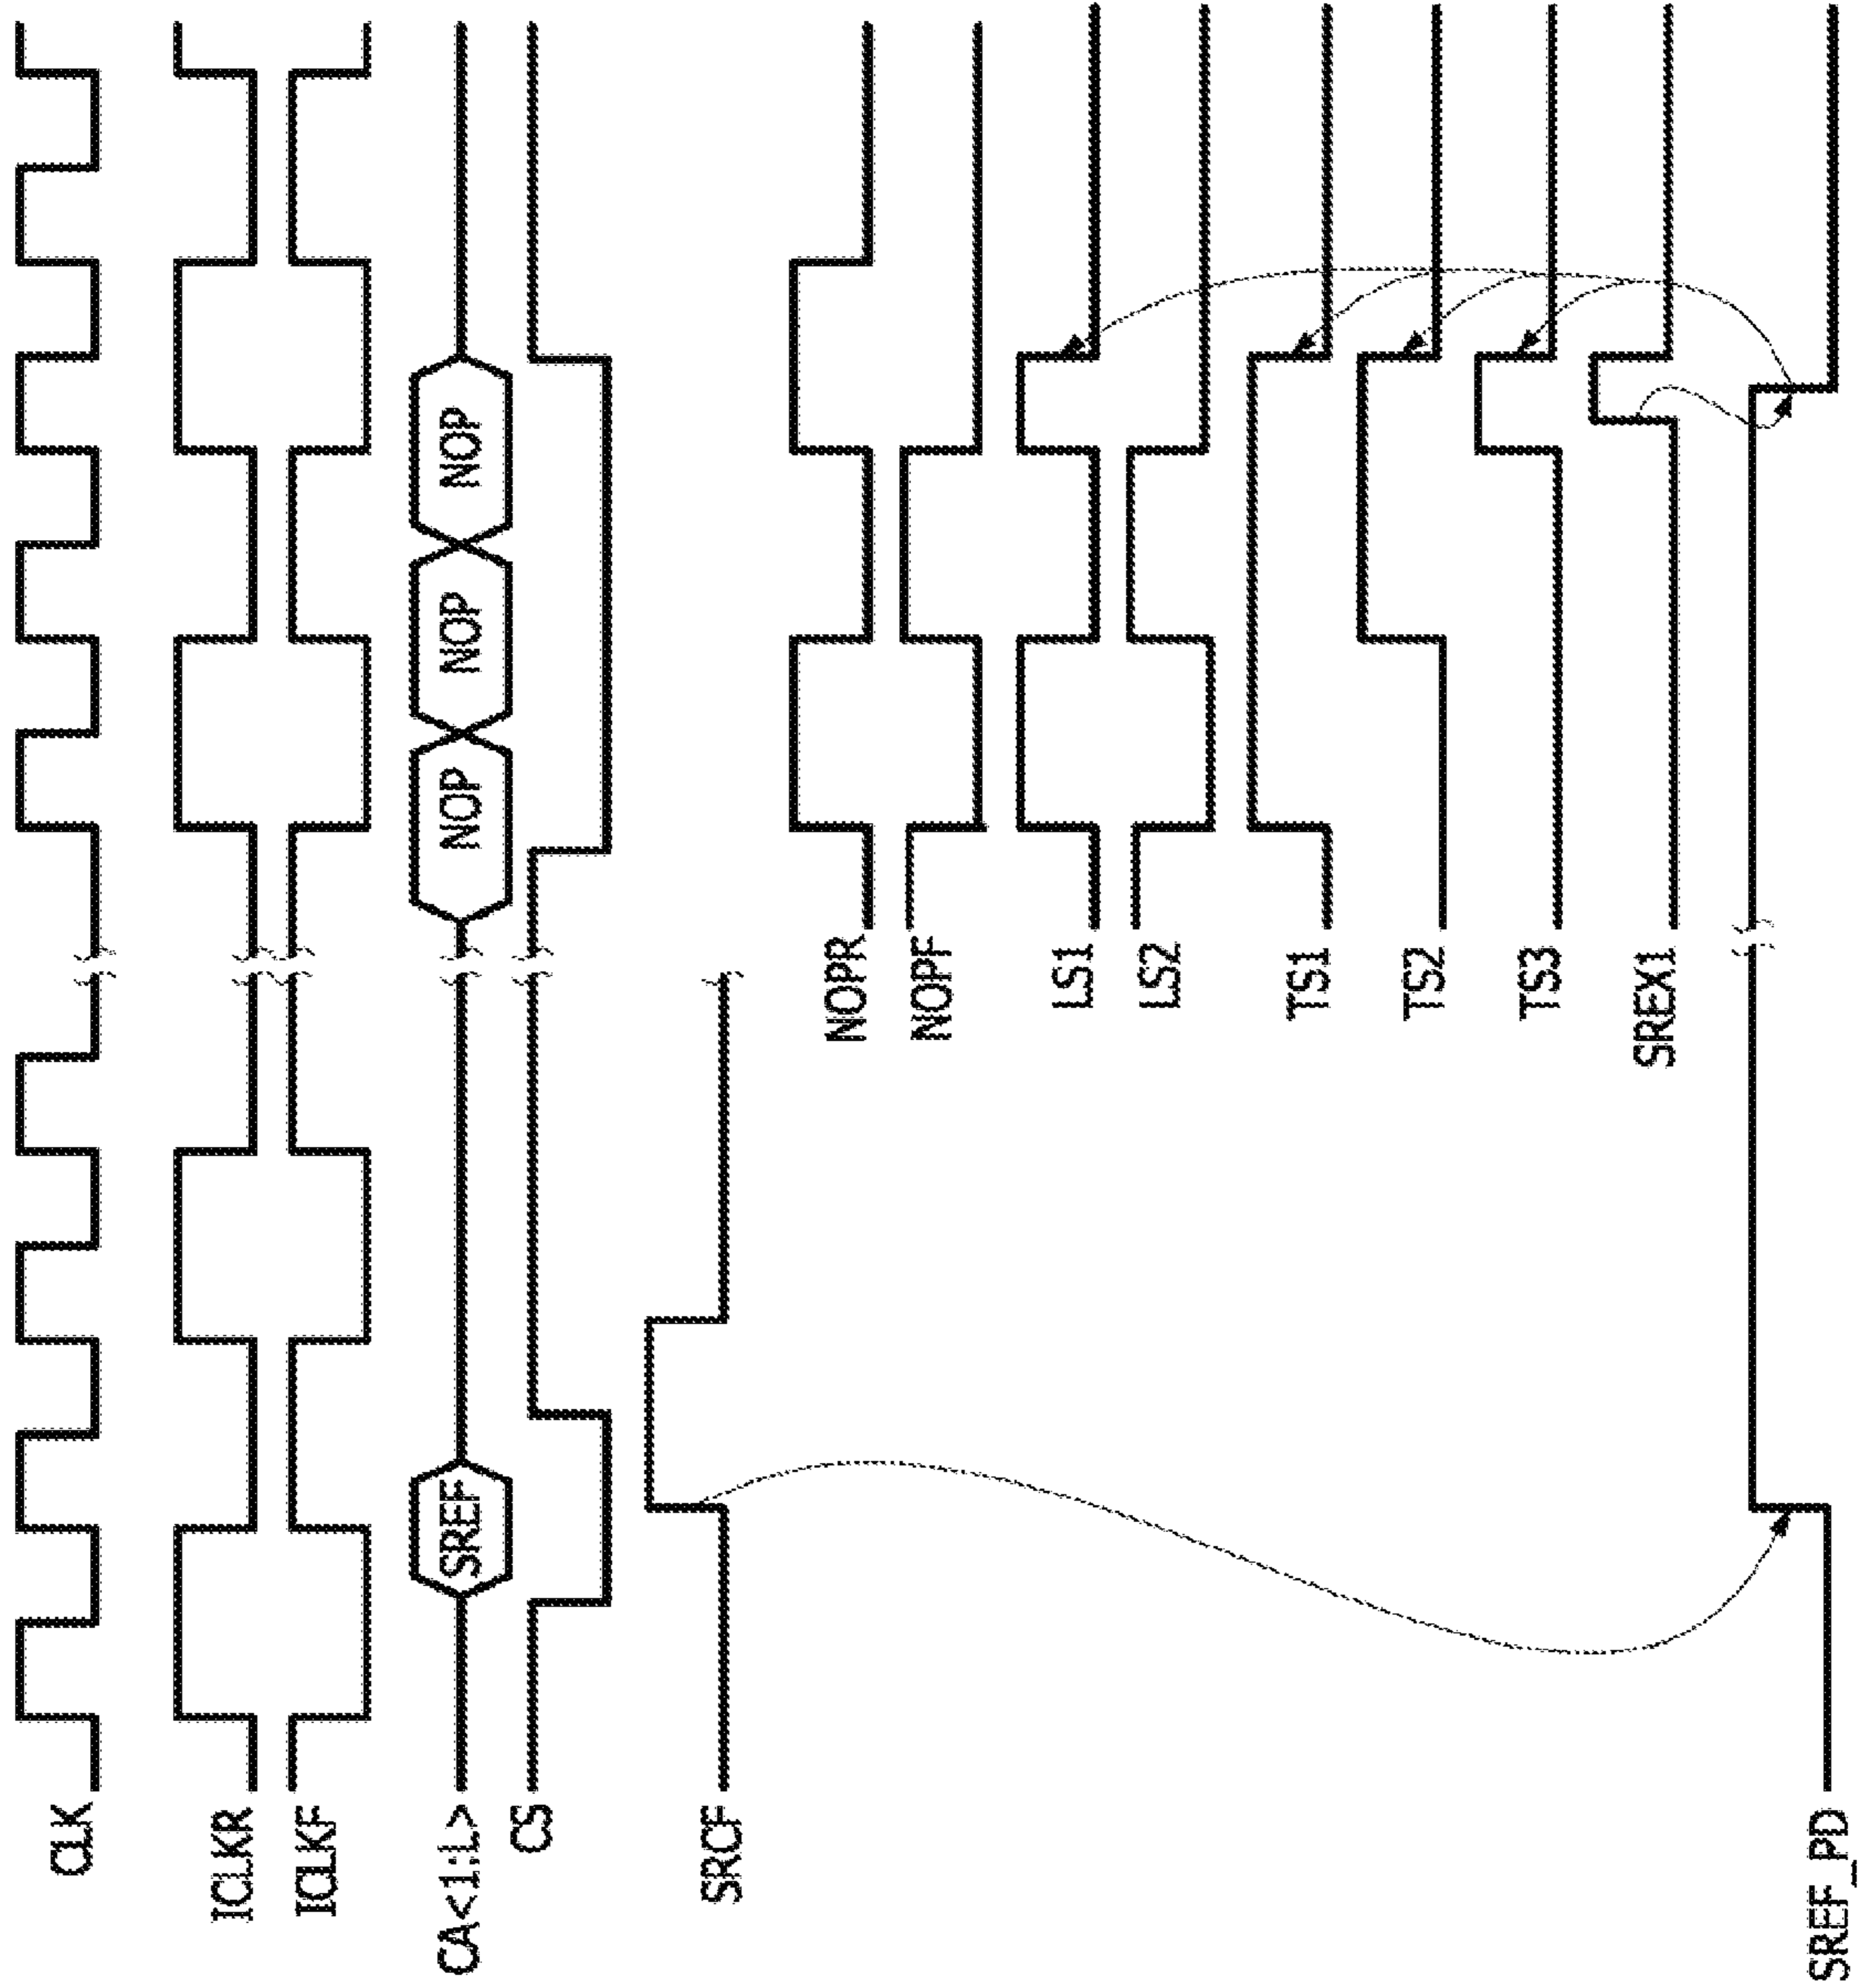 CLK
ICLKR
ICLKF
CA<1:L>
SREF
NOP
NOP
NOP
CS
SRCF
NOPR
NOPF
LS1
LS2
TS1
TS2
TS3
SREX1
SREF_PD